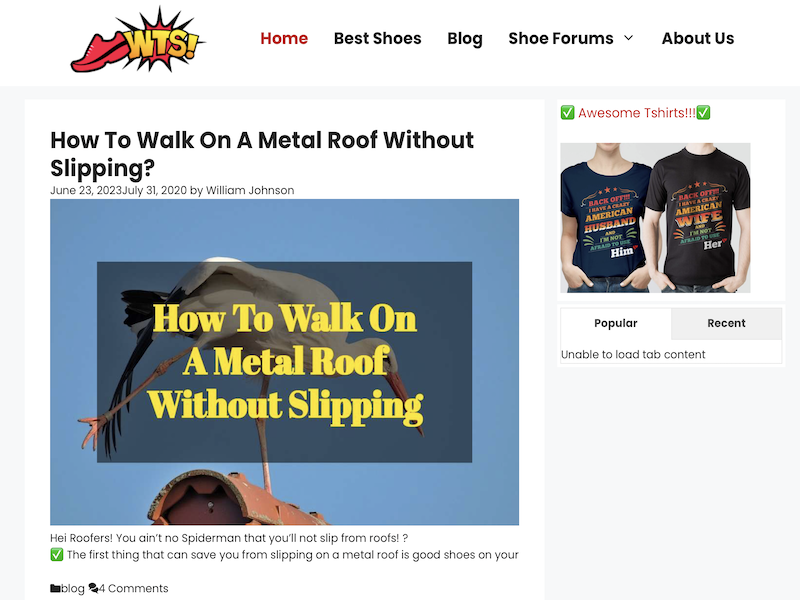 WTS!
Home Best Shoes Blog Shoe Forums About Us
How To Walk On A Metal Roof Without
Slipping?
June 23, 2023July 31, 2020 by William Johnson
How To Walk On
A Metal Roof
Without Slipping
Hei Roofers! You ain’t no Spiderman that you’ll not slip from roofs! ?
✅ The first thing that can save you from slipping on a metal roof is good shoes on your
blog 4 Comments
✅ Awesome Tshirts!!!✅
BACK OFF!!!
I HAVE A CRAZY
AMERICAN
HUSBAND
AND
I'M NOT
AFRAID TO USE
Him
BACK OFF!!!
I HAVE A CRAZY
AMERICAN
WIFE
AND
I'M NOT
AFRAID TO USE
Her
Popular Recent
Unable to load tab content